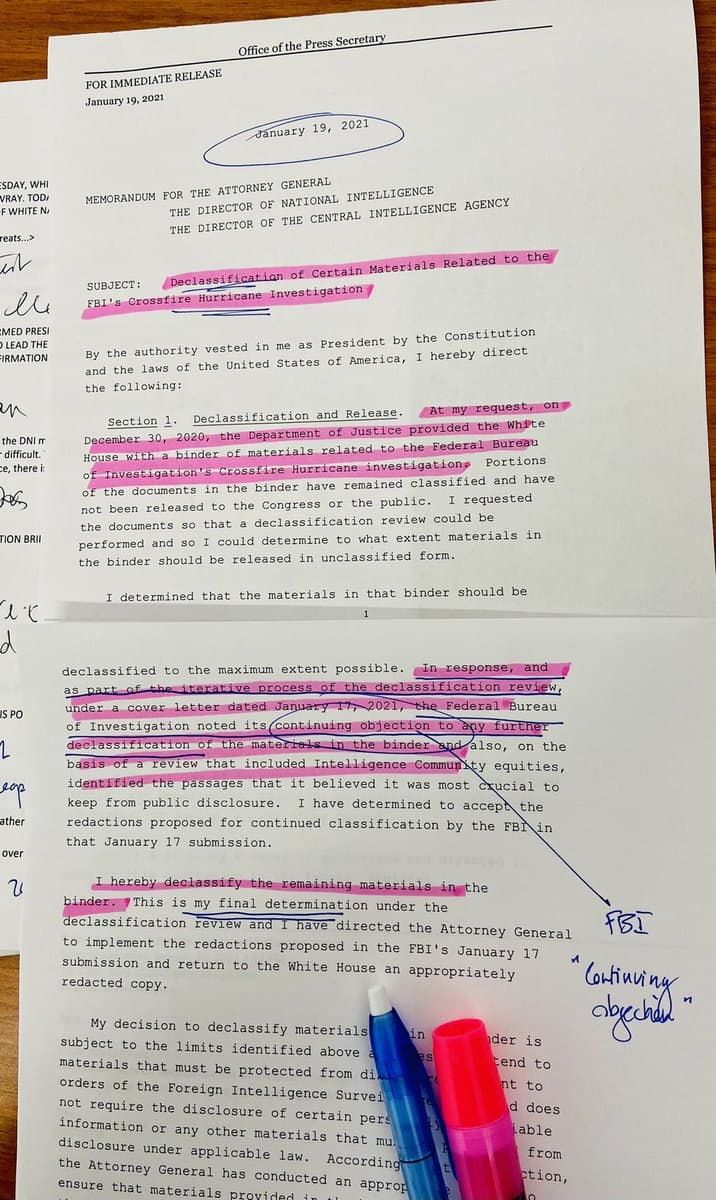 Office of the Press Secretary
FOR IMMEDIATE RELEASE
January 19, 2021
January 19, 2021
MEMORANDUM FOR THE ATTORNEY GENERAL
THE DIRECTOR OF NATIONAL INTELLIGENCE
THE DIRECTOR OF THE CENTRAL INTELLIGENCE AGENCY
SUBJECT: Declassification of Certain Materials Related to the
FBI's Crossfire Hurricane Investigation
By the authority vested in me as President by the Constitution
and the laws of the United States of America, I hereby direct
the following:
Section 1. Declassification and Release. At my request, on
December 30, 2020, the Department of Justice provided the White
House with a binder of materials related to the Federal Bureau
of Investigation's Crossfire Hurricane investigation. Portions
of the documents in the binder have remained classified and have
not been released to the Congress or the public. I requested
the documents so that a declassification review could be
performed and so I could determine to what extent materials in
the binder should be released in unclassified form.
I determined that the materials in that binder should be
1
declassified to the maximum extent possible. In response, and
as part of the iterative process of the declassification review,
under a cover letter dated January 17, 2021, the Federal Bureau
of Investigation noted its continuing objection to any further
declassification of the materials in the binder and also, on the
basis of a review that included Intelligence Community equities,
identified the passages that it believed it was most crucial to
keep from public disclosure. I have determined to accept the
redactions proposed for continued classification by the FBI in
that January 17 submission.
I hereby declassify the remaining materials in the
binder. This is my final determination under the
declassification review and I have directed the Attorney General
to implement the redactions proposed in the FBI's January 17
submission and return to the White House an appropriately
redacted copy.
FBI
"Continuing
objection"
My decision to declassify materials in
subject to the limits identified above
materials that must be protected from
orders of the Foreign Intelligence
not require the disclosure of certain
information or any other materials that
disclosure under applicable law. from
the Attorney General has conducted an
ensure that materials provided
ESDAY,
WRAY.
OF WHITE
reats...>
LEAD THE
the DNI
difficult.
there
IS PO
over